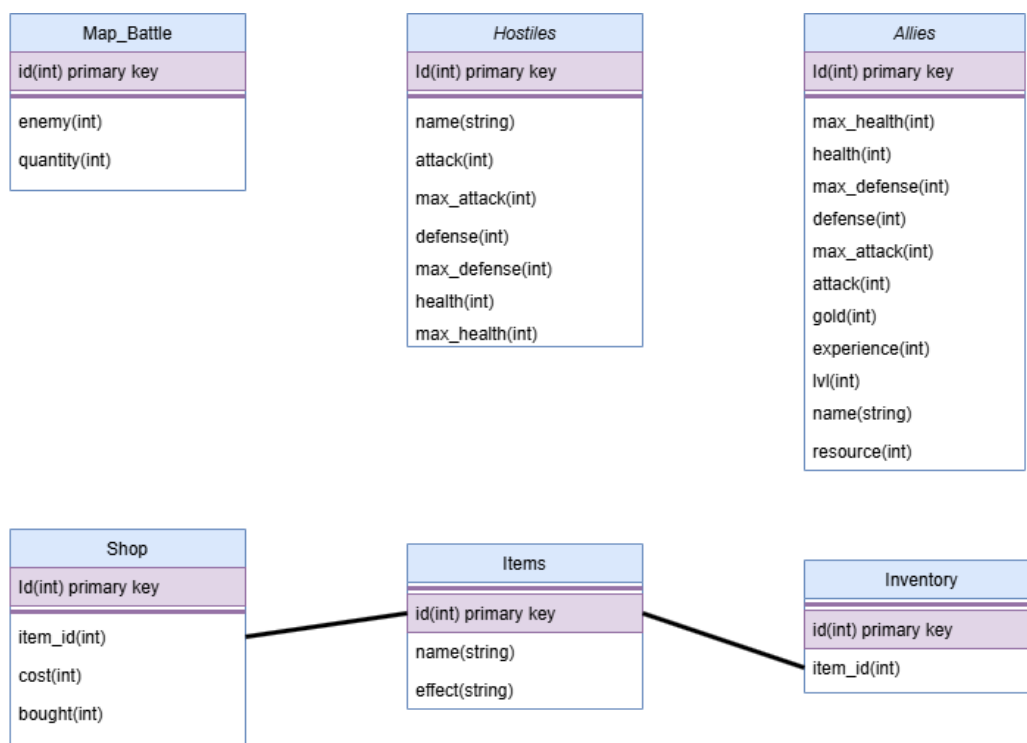 Map_Battle
id(int) primary key
enemy(int)
quantity(int)
Hostiles
Id(int) primary key
name(string)
attack(int)
max_attack(int)
defense(int)
max_defense(int)
health(int)
max_health(int)
Allies
Id(int) primary key
max_health(int)
health(int)
max_defense(int)
defense(int)
max_attack(int)
attack(int)
gold(int)
experience(int)
lvl(int)
name(string)
resource(int)
Shop
Id(int) primary key
item_id(int)
cost(int)
bought(int)
Items
id(int) primary key
name(string)
effect(string)
Inventory
id(int) primary key
item_id(int)